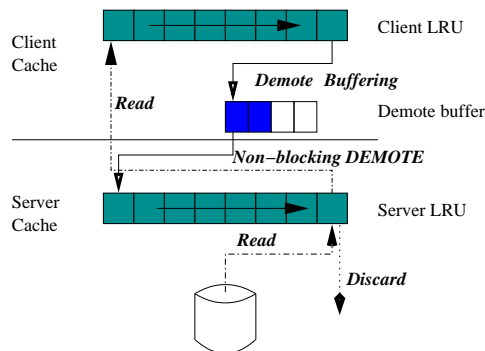 Client
Cache
Client LRU
Demote Buffering
Read
Demote buffer
Non-blocking DEMOTE
Server
Cache
Server LRU
Read
Discard